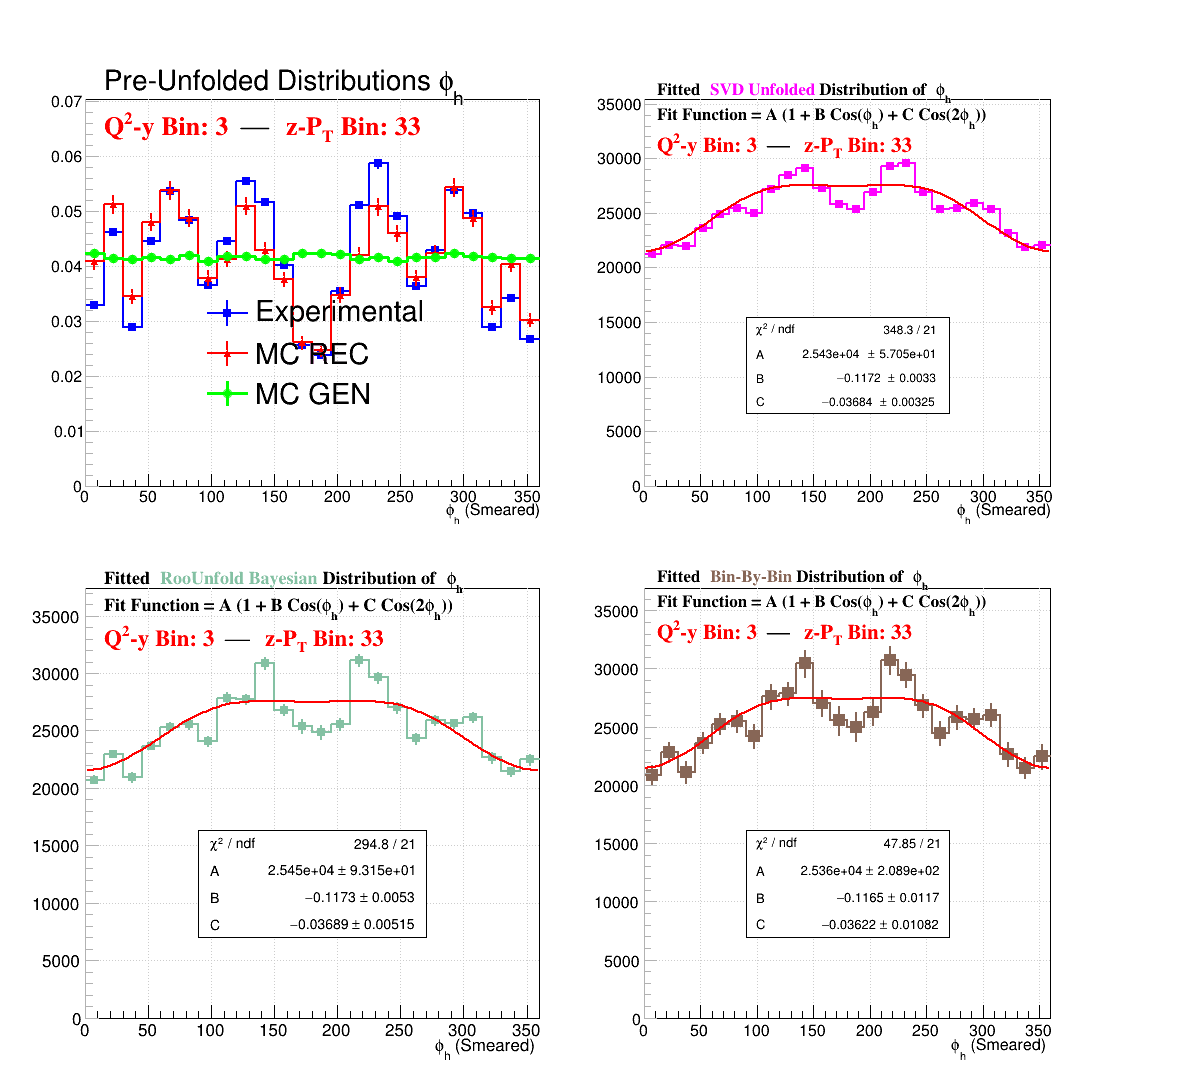 Pre-Unfolded Distributions ϕh
Q²-y Bin: 3 — z-PT Bin: 33
0.07
0.06
0.05
0.04
0.03
0.02
0.01
0
Experimental
MC REC
MC GEN
0 50 100 150 200 250 300 350
ϕh (Smeared)
Fitted SVD Unfolded Distribution of ϕh
Fit Function = A (1 + B Cos(ϕh) + C Cos(2ϕh))
Q²-y Bin: 3 — z-PT Bin: 33
35000
30000
25000
20000
15000
10000
5000
0
χ² / ndf 348.3 / 21
A 2.543e+04 ± 5.705e+01
B −0.1172 ± 0.0033
C −0.03684 ± 0.00325
0 50 100 150 200 250 300 350
ϕh (Smeared)
Fitted RooUnfold Bayesian Distribution of ϕh
Fit Function = A (1 + B Cos(ϕh) + C Cos(2ϕh))
Q²-y Bin: 3 — z-PT Bin: 33
35000
30000
25000
20000
15000
10000
5000
0
χ² / ndf 294.8 / 21
A 2.545e+04 ± 9.315e+01
B −0.1173 ± 0.0053
C −0.03689 ± 0.00515
0 50 100 150 200 250 300 350
ϕh (Smeared)
Fitted Bin-By-Bin Distribution of ϕh
Fit Function = A (1 + B Cos(ϕh) + C Cos(2ϕh))
Q²-y Bin: 3 — z-PT Bin: 33
35000
30000
25000
20000
15000
10000
5000
0
χ² / ndf 47.85 / 21
A 2.536e+04 ± 2.089e+02
B −0.1165 ± 0.0117
C −0.03622 ± 0.01082
0 50 100 150 200 250 300 350
ϕh (Smeared)